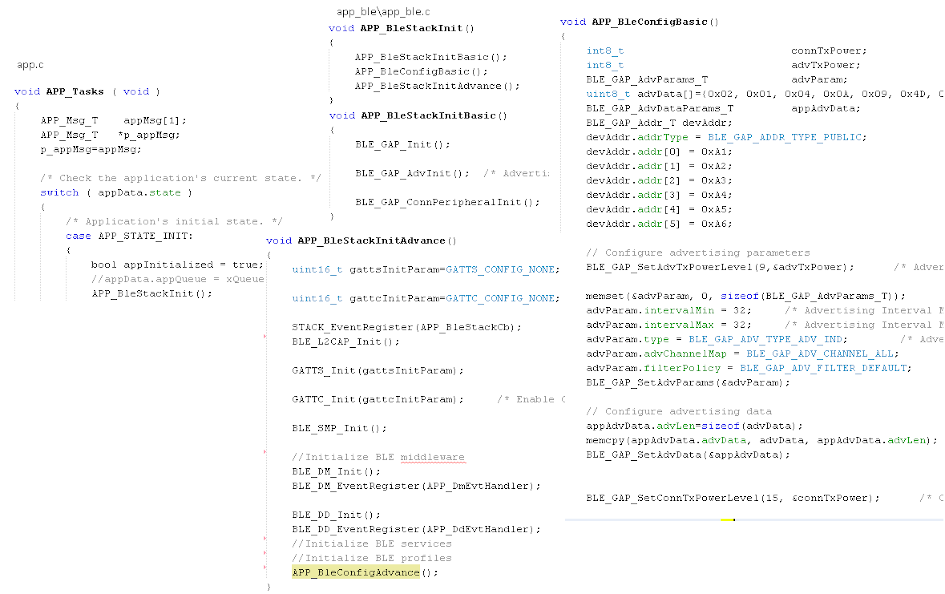 app.c
void APP_Tasks ( void )
{
APP_Msg_T appMsg[1];
APP_Msg_T *p_appMsg;
p_appMsg=appMsg;
/* Check the application's current state. */
switch ( appData.state )
{
/* Application's initial state. */
case APP_STATE_INIT:
{
bool appInitialized = true;
//appData.appQueue = xQueue
APP_BleStackInit();
app_ble\app_ble.c
void APP_BleStackInit()
{
APP_BleStackInitBasic();
APP_BleConfigBasic();
APP_BleStackInitAdvance();
}
void APP_BleStackInitBasic()
{
BLE_GAP_Init();
BLE_GAP_AdvInit(); /* Adverti
BLE_GAP_ConnPeripheralInit();
}
void APP_BleStackInitAdvance()
{
uint16_t gattsInitParam=GATTS_CONFIG_NONE;
uint16_t gattcInitParam=GATTC_CONFIG_NONE;
STACK_EventRegister(APP_BleStackCb);
BLE_L2CAP_Init();
GATTS_Init(gattsInitParam);
GATTC_Init(gattcInitParam); /* Enable
BLE_SMP_Init();
//Initialize BLE middleware
BLE_DM_Init();
BLE_DM_EventRegister(APP_DmEvtHandler);
BLE_DD_Init();
BLE_DD_EventRegister(APP_DdEvtHandler);
//Initialize BLE services
//Initialize BLE profiles
APP_BleConfigAdvance();
}
void APP_BleConfigBasic()
{
int8_t connTxPower;
int8_t advTxPower;
BLE_GAP_AdvParams_T advParam;
uint8_t advData[]={0x02, 0x01, 0x04, 0x0A, 0x09, 0x4D, 0
BLE_GAP_AdvDataParams_T appAdvData;
BLE_GAP_Addr_T devAddr;
devAddr.addrType = BLE_GAP_ADDR_TYPE_PUBLIC;
devAddr.addr[0] = 0xA1;
devAddr.addr[1] = 0xA2;
devAddr.addr[2] = 0xA3;
devAddr.addr[3] = 0xA4;
devAddr.addr[4] = 0xA5;
devAddr.addr[5] = 0xA6;
// Configure advertising parameters
BLE_GAP_SetAdvTxPowerLevel(9,&advTxPower); /* Adver
memset(&advParam, 0, sizeof(BLE_GAP_AdvParams_T));
advParam.intervalMin = 32; /* Advertising Interval M
advParam.intervalMax = 32; /* Advertising Interval M
advParam.type = BLE_GAP_ADV_TYPE_ADV_IND; /* Adve
advParam.advChannelMap = BLE_GAP_ADV_CHANNEL_ALL;
advParam.filterPolicy = BLE_GAP_ADV_FILTER_DEFAULT;
BLE_GAP_SetAdvParams(&advParam);
// Configure advertising data
appAdvData.advLen=sizeof(advData);
memcpy(appAdvData.advData, advData, appAdvData.advLen);
BLE_GAP_SetAdvData(&appAdvData);
BLE_GAP_SetConnTxPowerLevel(15, &connTxPower); /*